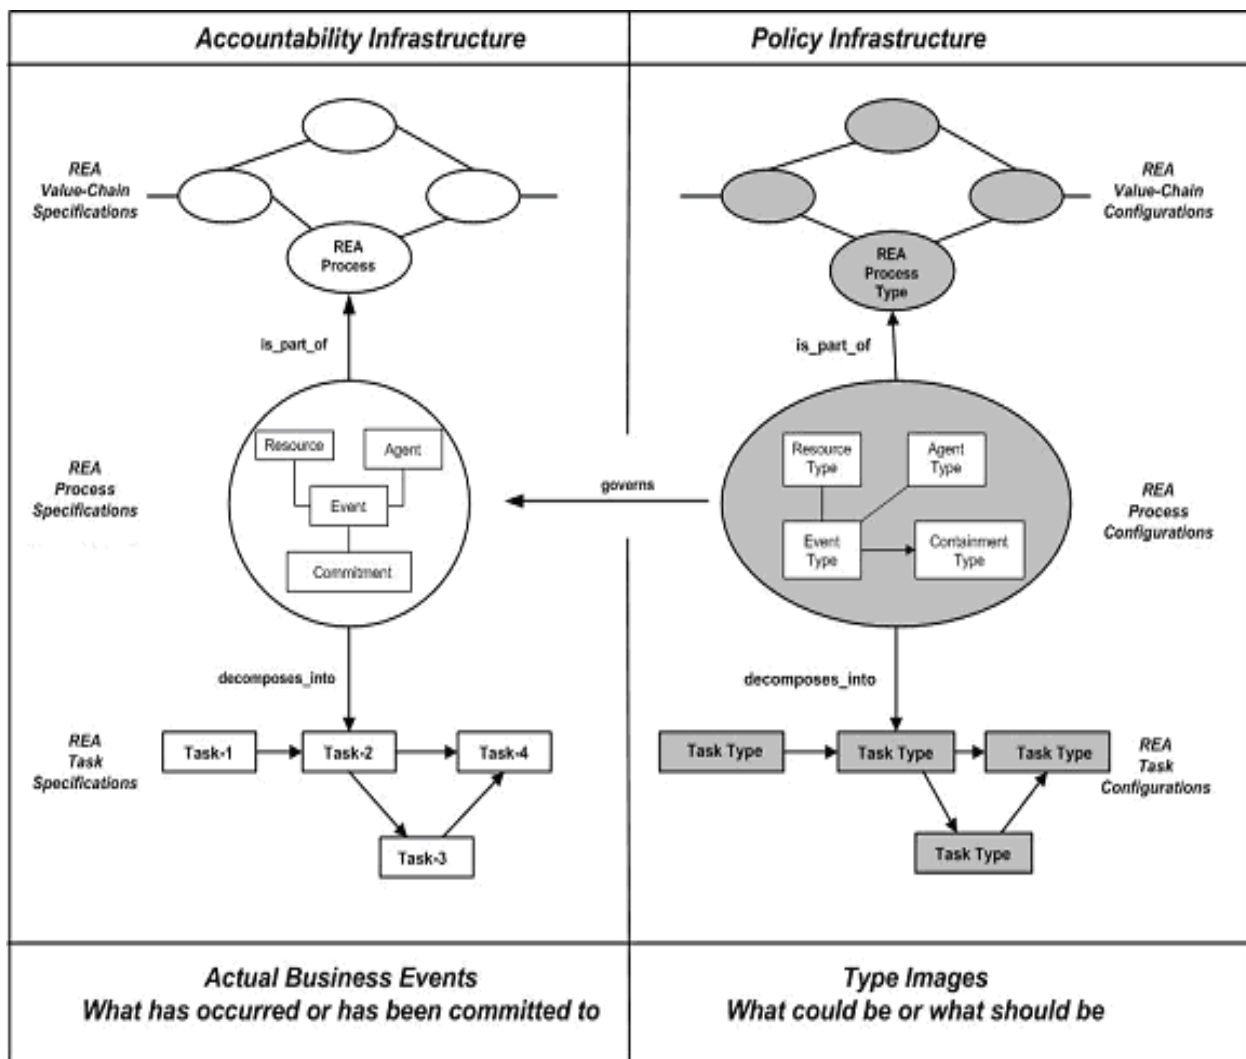 Accountability Infrastructure
Policy Infrastructure
REA
Value-Chain
Specifications
REA
Process
REA
Process
Type
REA
Value-Chain
Configurations
is_part_of
is_part_of
REA
Process
Specifications
Resource
Agent
Event
Commitment
governs
Resource
Type
Agent
Type
Event
Type
Containment
Type
REA
Process
Configurations
decomposes_into
decomposes_into
REA
Task
Specifications
Task-1
Task-2
Task-4
Task-3
Task Type
Task Type
Task Type
Task Type
REA
Task
Configurations
Actual Business Events
What has occurred or has been committed to
Type Images
What could be or what should be